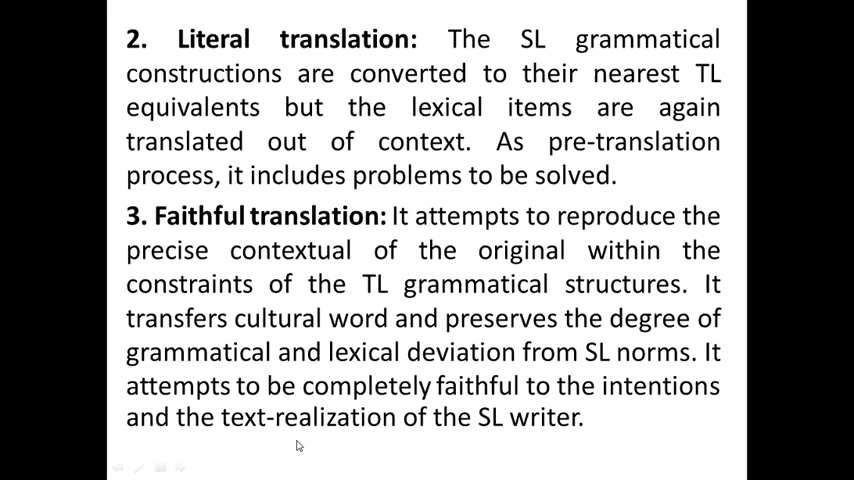 2. Literal translation: The SL grammatical
constructions are converted to their nearest TL
equivalents but the lexical items are again
translated out of context. As pre-translation
process, it includes problems to be solved.
3. Faithful translation: It attempts to reproduce the
precise contextual of the original within the
constraints of the TL grammatical structures. It
transfers cultural word and preserves the degree of
grammatical and lexical deviation from SL norms. It
attempts to be completely faithful to the intentions
and the text-realization of the SL writer.